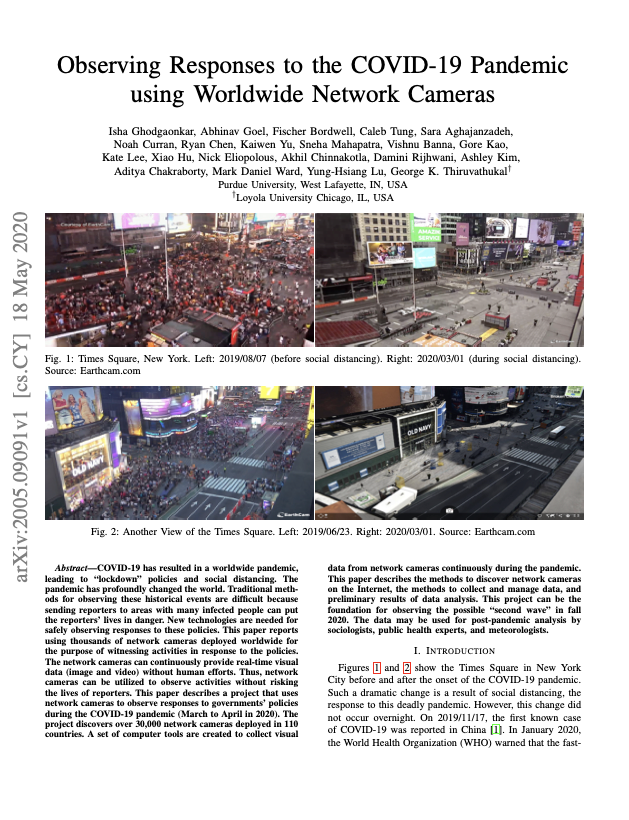 Observing Responses to the COVID-19 Pandemic
using Worldwide Network Cameras
Isha Ghodgaonkar, Abhinav Goel, Fischer Bordwell, Caleb Tung, Sara Aghajanzadeh,
Noah Curran, Ryan Chen, Kaiwen Yu, Sneha Mahapatra, Vishnu Banna, Gore Kao,
Kate Lee, Xiao Hu, Nick Eliopolous, Akhil Chinnakotla, Damini Rijhwani, Ashley Kim,
Aditya Chakraborty, Mark Daniel Ward, Yung-Hsiang Lu, George K. Thiruvathukal†
Purdue University, West Lafayette, IN, USA
†Loyola University Chicago, IL, USA
arXiv:2005.09091v1 [cs.CY] 18 May 2020
Courtesy of EarthCam
AMAZING
SERVICE
Fig. 1: Times Square, New York. Left: 2019/08/07 (before social distancing). Right: 2020/03/01 (during social distancing).
Source: Earthcam.com
OLD NAVY
EarthCam
OLD NAVY
Fig. 2: Another View of the Times Square. Left: 2019/06/23. Right: 2020/03/01. Source: Earthcam.com
Abstract—COVID-19 has resulted in a worldwide pandemic,
leading to “lockdown” policies and social distancing. The
pandemic has profoundly changed the world. Traditional meth-
ods for observing these historical events are difficult because
sending reporters to areas with many infected people can put
the reporters’ lives in danger. New technologies are needed for
safely observing responses to these policies. This paper reports
using thousands of network cameras deployed worldwide for
the purpose of witnessing activities in response to the policies.
The network cameras can continuously provide real-time visual
data (image and video) without human efforts. Thus, network
cameras can be utilized to observe activities without risking
the lives of reporters. This paper describes a project that uses
network cameras to observe responses to governments’ policies
during the COVID-19 pandemic (March to April in 2020). The
project discovers over 30,000 network cameras deployed in 110
countries. A set of computer tools are created to collect visual
data from network cameras continuously during the pandemic.
This paper describes the methods to discover network cameras
on the Internet, the methods to collect and manage data, and
preliminary results of data analysis. This project can be the
foundation for observing the possible “second wave” in fall
2020. The data may be used for post-pandemic analysis by
sociologists, public health experts, and meteorologists.
I. INTRODUCTION
Figures 1 and 2 show the Times Square in New York
City before and after the onset of the COVID-19 pandemic.
Such a dramatic change is a result of social distancing, the
response to this deadly pandemic. However, this change did
not occur overnight. On 2019/11/17, the first known case
of COVID-19 was reported in China [1]. In January 2020,
the World Health Organization (WHO) warned that the fast-